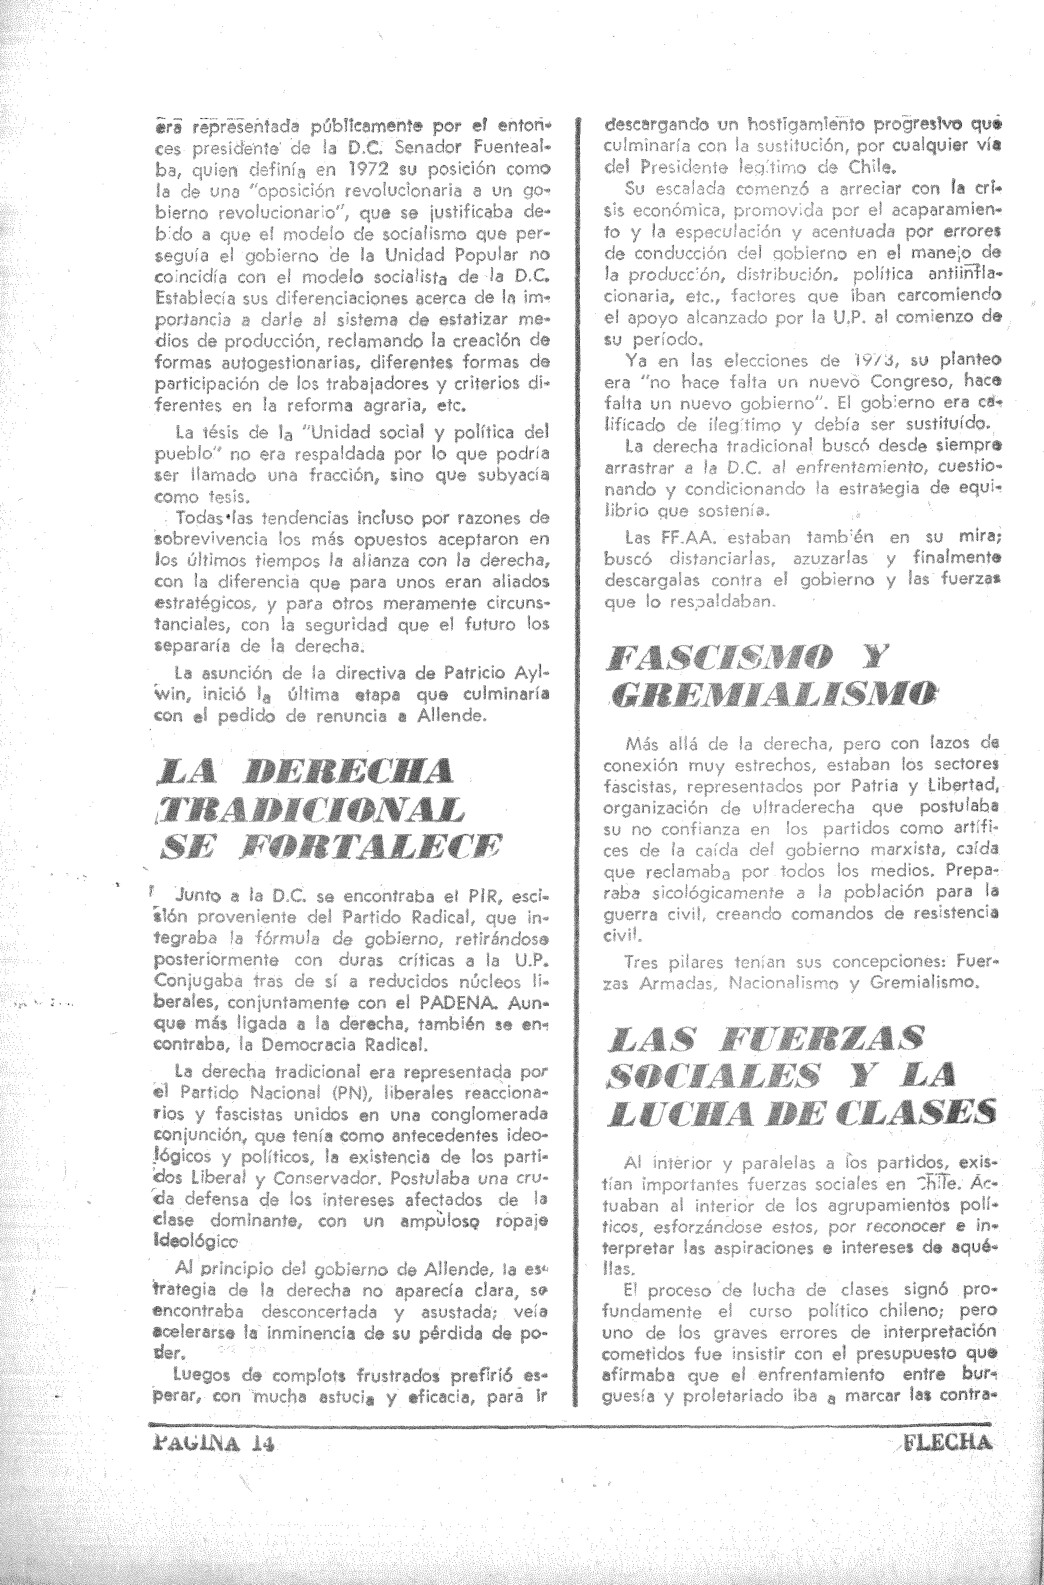 era representada públicamente por el enton-
ces presidente de la D.C. Senador Fuenteal-
ba, quien definía en 1972 su posición como
la de una "oposición revolucionaria a un go-
bierno revolucionario", que se justificaba de-
bido a que el modelo de socialismo que per-
seguía el gobierno de la Unidad Popular no
coincidía con el modelo socialista de la D.C.
Establecía sus diferenciaciones acerca de la im-
portancia a darle al sistema de estatizar me-
dios de producción, reclamando la creación de
formas autogestionarias, diferentes formas de
participación de los trabajadores y criterios di-
ferentes en la reforma agraria, etc.
La tésis de la "Unidad social y política del
pueblo" no era respaldada por lo que podría
ser llamado una fracción, sino que subyacía
como tesis.
Todas las tendencias incluso por razones de
sobrevivencia los más opuestos aceptaron en
los últimos tiempos la alianza con la derecha,
con la diferencia que para unos eran aliados
estratégicos, y para otros meramente circuns-
tanciales, con la seguridad que el futuro los
separaría de la derecha.
La asunción de la directiva de Patricio Ayl-
win, inició la última etapa que culminaría
con el pedido de renuncia a Allende.
LA DERECHA
TRADICIONAL
SE FORTALECE
Junto a la D.C. se encontraba el PIR, esci-
sión proveniente del Partido Radical, que in-
tegraba la fórmula de gobierno, retirándose
posteriormente con duras críticas a la U.P.
Conjugaba tras de sí a reducidos núcleos li-
berales, conjuntamente con el PADENA. Aun-
que más ligada a la derecha, también se en-
contraba, la Democracia Radical.
La derecha tradicional era representada por
el Partido Nacional (PN), liberales reacciona-
rios y fascistas unidos en una conglomerada
conjunción, que tenía como antecedentes ideo-
lógicos y políticos, la existencia de los parti-
dos Liberal y Conservador. Postulaba una cru-
da defensa de los intereses afectados de la
clase dominante, con un ampuloso ropaje
ideológico
Al principio del gobierno de Allende, la es-
trategia de la derecha no aparecía clara, se
encontraba desconcertada y asustada; veía
acelerarse la inminencia de su pérdida de po-
der.
Luegos de complots frustrados prefirió es-
perar, con mucha astucia y eficacia, para ir
descargando un hostigamiento progresivo que
culminaría con la sustitución, por cualquier vía
del Presidente legítimo de Chile.
Su escalada comenzó a arreciar con la cri-
sis económica, promovida por el acaparamien-
to y la especulación y acentuada por errores
de conducción del gobierno en el manejo de
la producción, distribución, política antiinfla-
cionaria, etc., factores que iban carcomiendo
el apoyo alcanzado por la U.P. al comienzo de
su período.
Ya en las elecciones de 1973, su planteo
era "no hace falta un nuevo Congreso, hace
falta un nuevo gobierno". El gobierno era ca-
lificado de ilegítimo y debía ser sustituído.
La derecha tradicional buscó desde siempre
arrastrar a la D.C. al enfrentamiento, cuestio-
nando y condicionando la estrategia de equi-
librio que sostenía.
Las FF.AA. estaban también en su mira;
buscó distanciarlas, azuzarlas y finalmente
descargalas contra el gobierno y las fuerzas
que lo respaldaban.
FASCISMO Y
GREMIALISMO
Más allá de la derecha, pero con lazos de
conexión muy estrechos, estaban los sectores
fascistas, representados por Patria y Libertad,
organización de ultraderecha que postulaba
su no confianza en los partidos como artífi-
ces de la caída del gobierno marxista, caída
que reclamaba por todos los medios. Prepa-
raba sicológicamente a la población para la
guerra civil, creando comandos de resistencia
civil.
Tres pilares tenían sus concepciones: Fuer-
zas Armadas, Nacionalismo y Gremialismo.
LAS FUERZAS
SOCIALES Y LA
LUCHA DE CLASES
Al interior y paralelas a los partidos, exis-
tían importantes fuerzas sociales en Chile. Ac-
tuaban al interior de los agrupamientos polí-
ticos, esforzándose estos, por reconocer e in-
terpretar las aspiraciones e intereses de aqué-
llas.
El proceso de lucha de clases signó pro-
fundamente el curso político chileno; pero
uno de los graves errores de interpretación
cometidos fue insistir con el presupuesto que
afirmaba que el enfrentamiento entre bur-
guesía y proletariado iba a marcar las contra-
PAGINA 14
FLECHA